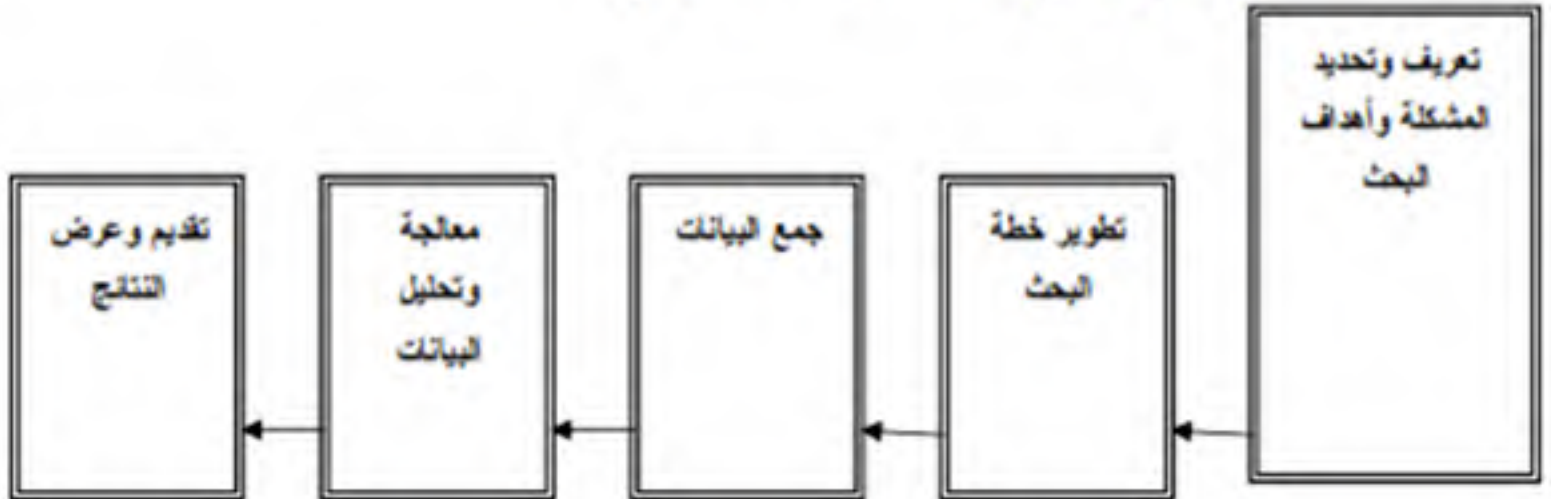 تعريف وتحديد
المشكلة وأهداف
البحث
تطوير خطة
البحث
جمع البيانات
معالجة
وتحليل
البيانات
تقديم وعرض
النتائج